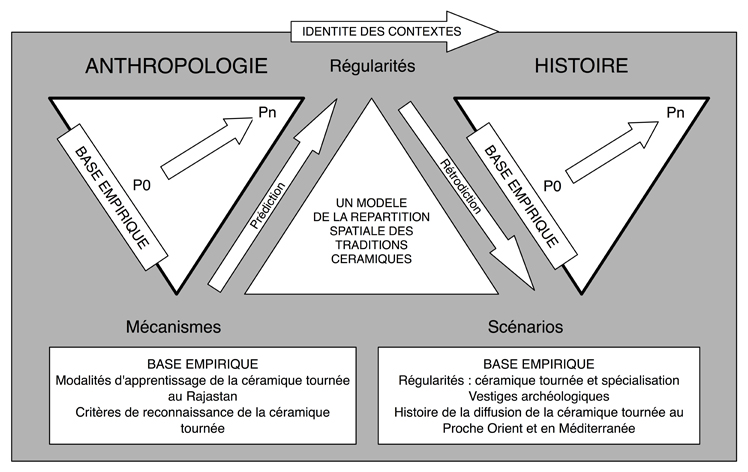 IDENTITE DES CONTEXTES
ANTHROPOLOGIE
Régularités
HISTOIRE
Pn
P0
BASE EMPIRIQUE
Prédiction
UN MODELE
DE LA REPARTITION
SPATIALE DES
TRADITIONS
CERAMIQUES
Rétrodiction
Pn
P0
BASE EMPIRIQUE
Mécanismes
Scénarios
BASE EMPIRIQUE
Modalités d'apprentissage de la céramique tournée
au Rajastan
Critères de reconnaissance de la céramique
tournée
BASE EMPIRIQUE
Régularités : céramique tournée et spécialisation
Vestiges archéologiques
Histoire de la diffusion de la céramique tournée au
Proche Orient et en Méditerranée